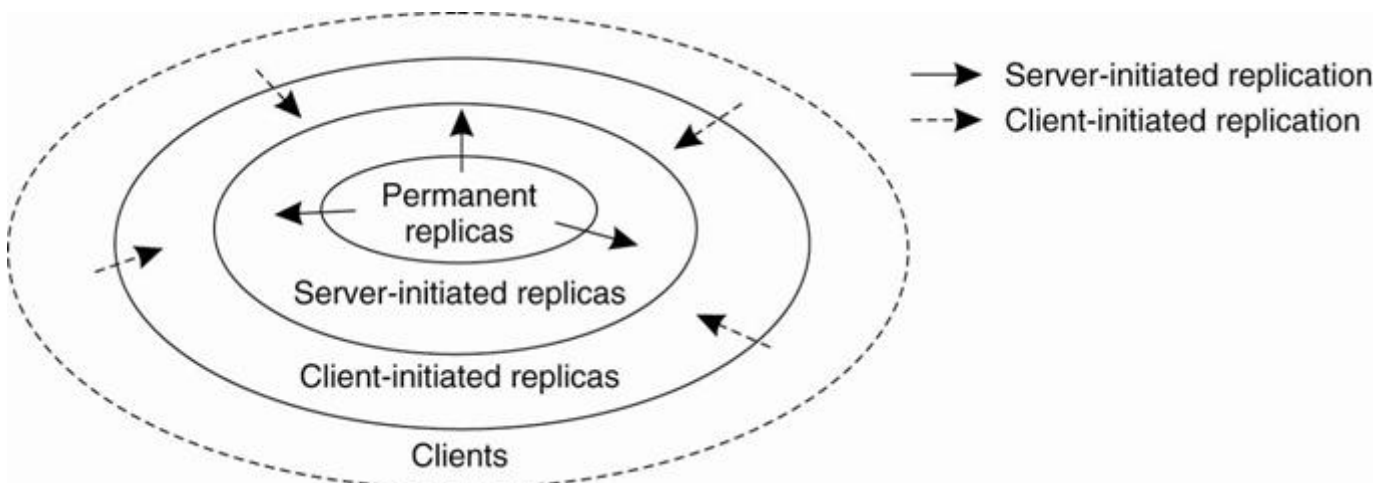 Server-initiated replication
Client-initiated replication
Permanent
replicas
Server-initiated replicas
Client-initiated replicas
Clients